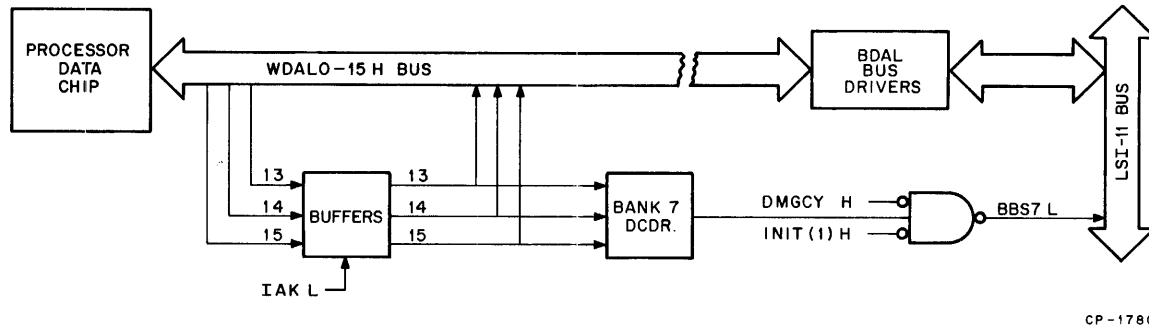 PROCESSOR
DATA
CHIP
WDALO-15 H BUS
BDAL
BUS
DRIVERS
LSI-11 BUS
13
14
15
BUFFERS
13
14
15
BANK 7
DCDR.
DMGCY H
INIT (1) H
BBS7 L
IAK L